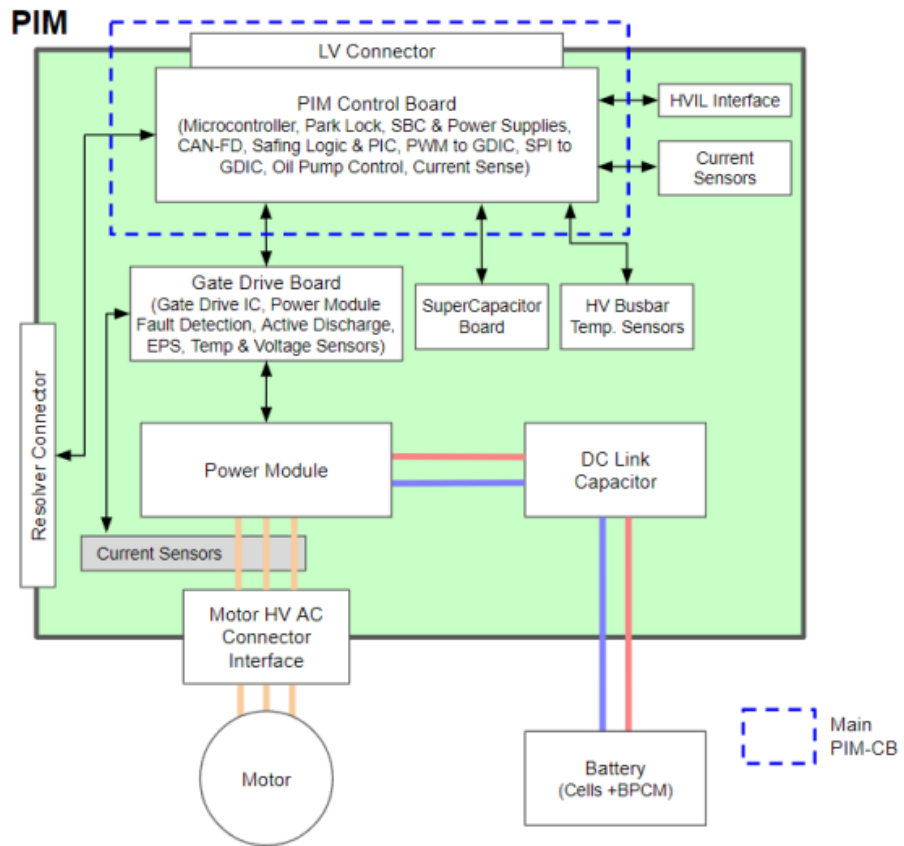 PIM
LV Connector
PIM Control Board
(Microcontroller, Park Lock, SBC & Power Supplies,
CAN-FD, Safing Logic & PIC, PWM to GDIC, SPI to
GDIC, Oil Pump Control, Current Sense)
HVIL Interface
Current
Sensors
Gate Drive Board
(Gate Drive IC, Power Module
Fault Detection, Active Discharge,
EPS, Temp & Voltage Sensors)
SuperCapacitor
Board
HV Busbar
Temp. Sensors
Resolver Connector
Power Module
DC Link
Capacitor
Current Sensors
Motor HV AC
Connector
Interface
Motor
Battery
(Cells +BPCM)
Main
PIM-CB